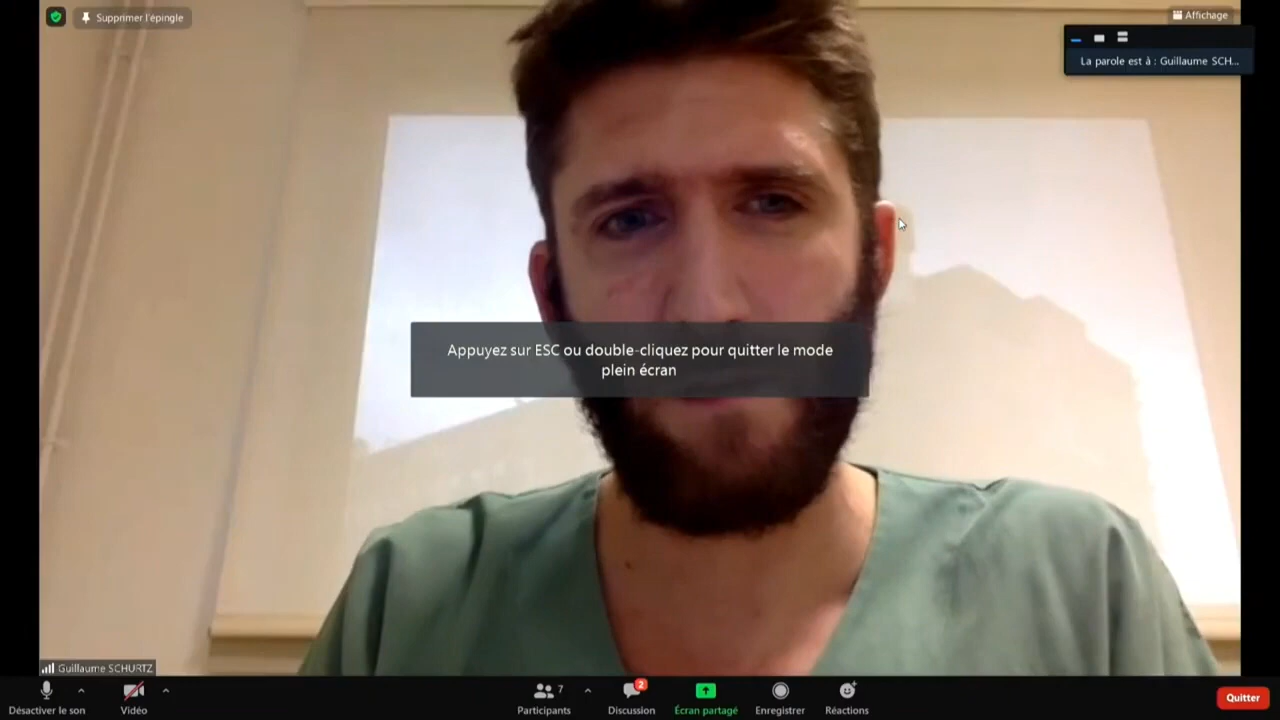 Supprimer l'épingle
Affichage
La parole est à : Guillaume SCH...
Appuyez sur ESC ou double-cliquez pour quitter le mode
plein écran
Guillaume SCHURTZ
Désactiver le son
Vidéo
Participants
7
Discussion
2
Écran partagé
Enregistrer
Réactions
Quitter